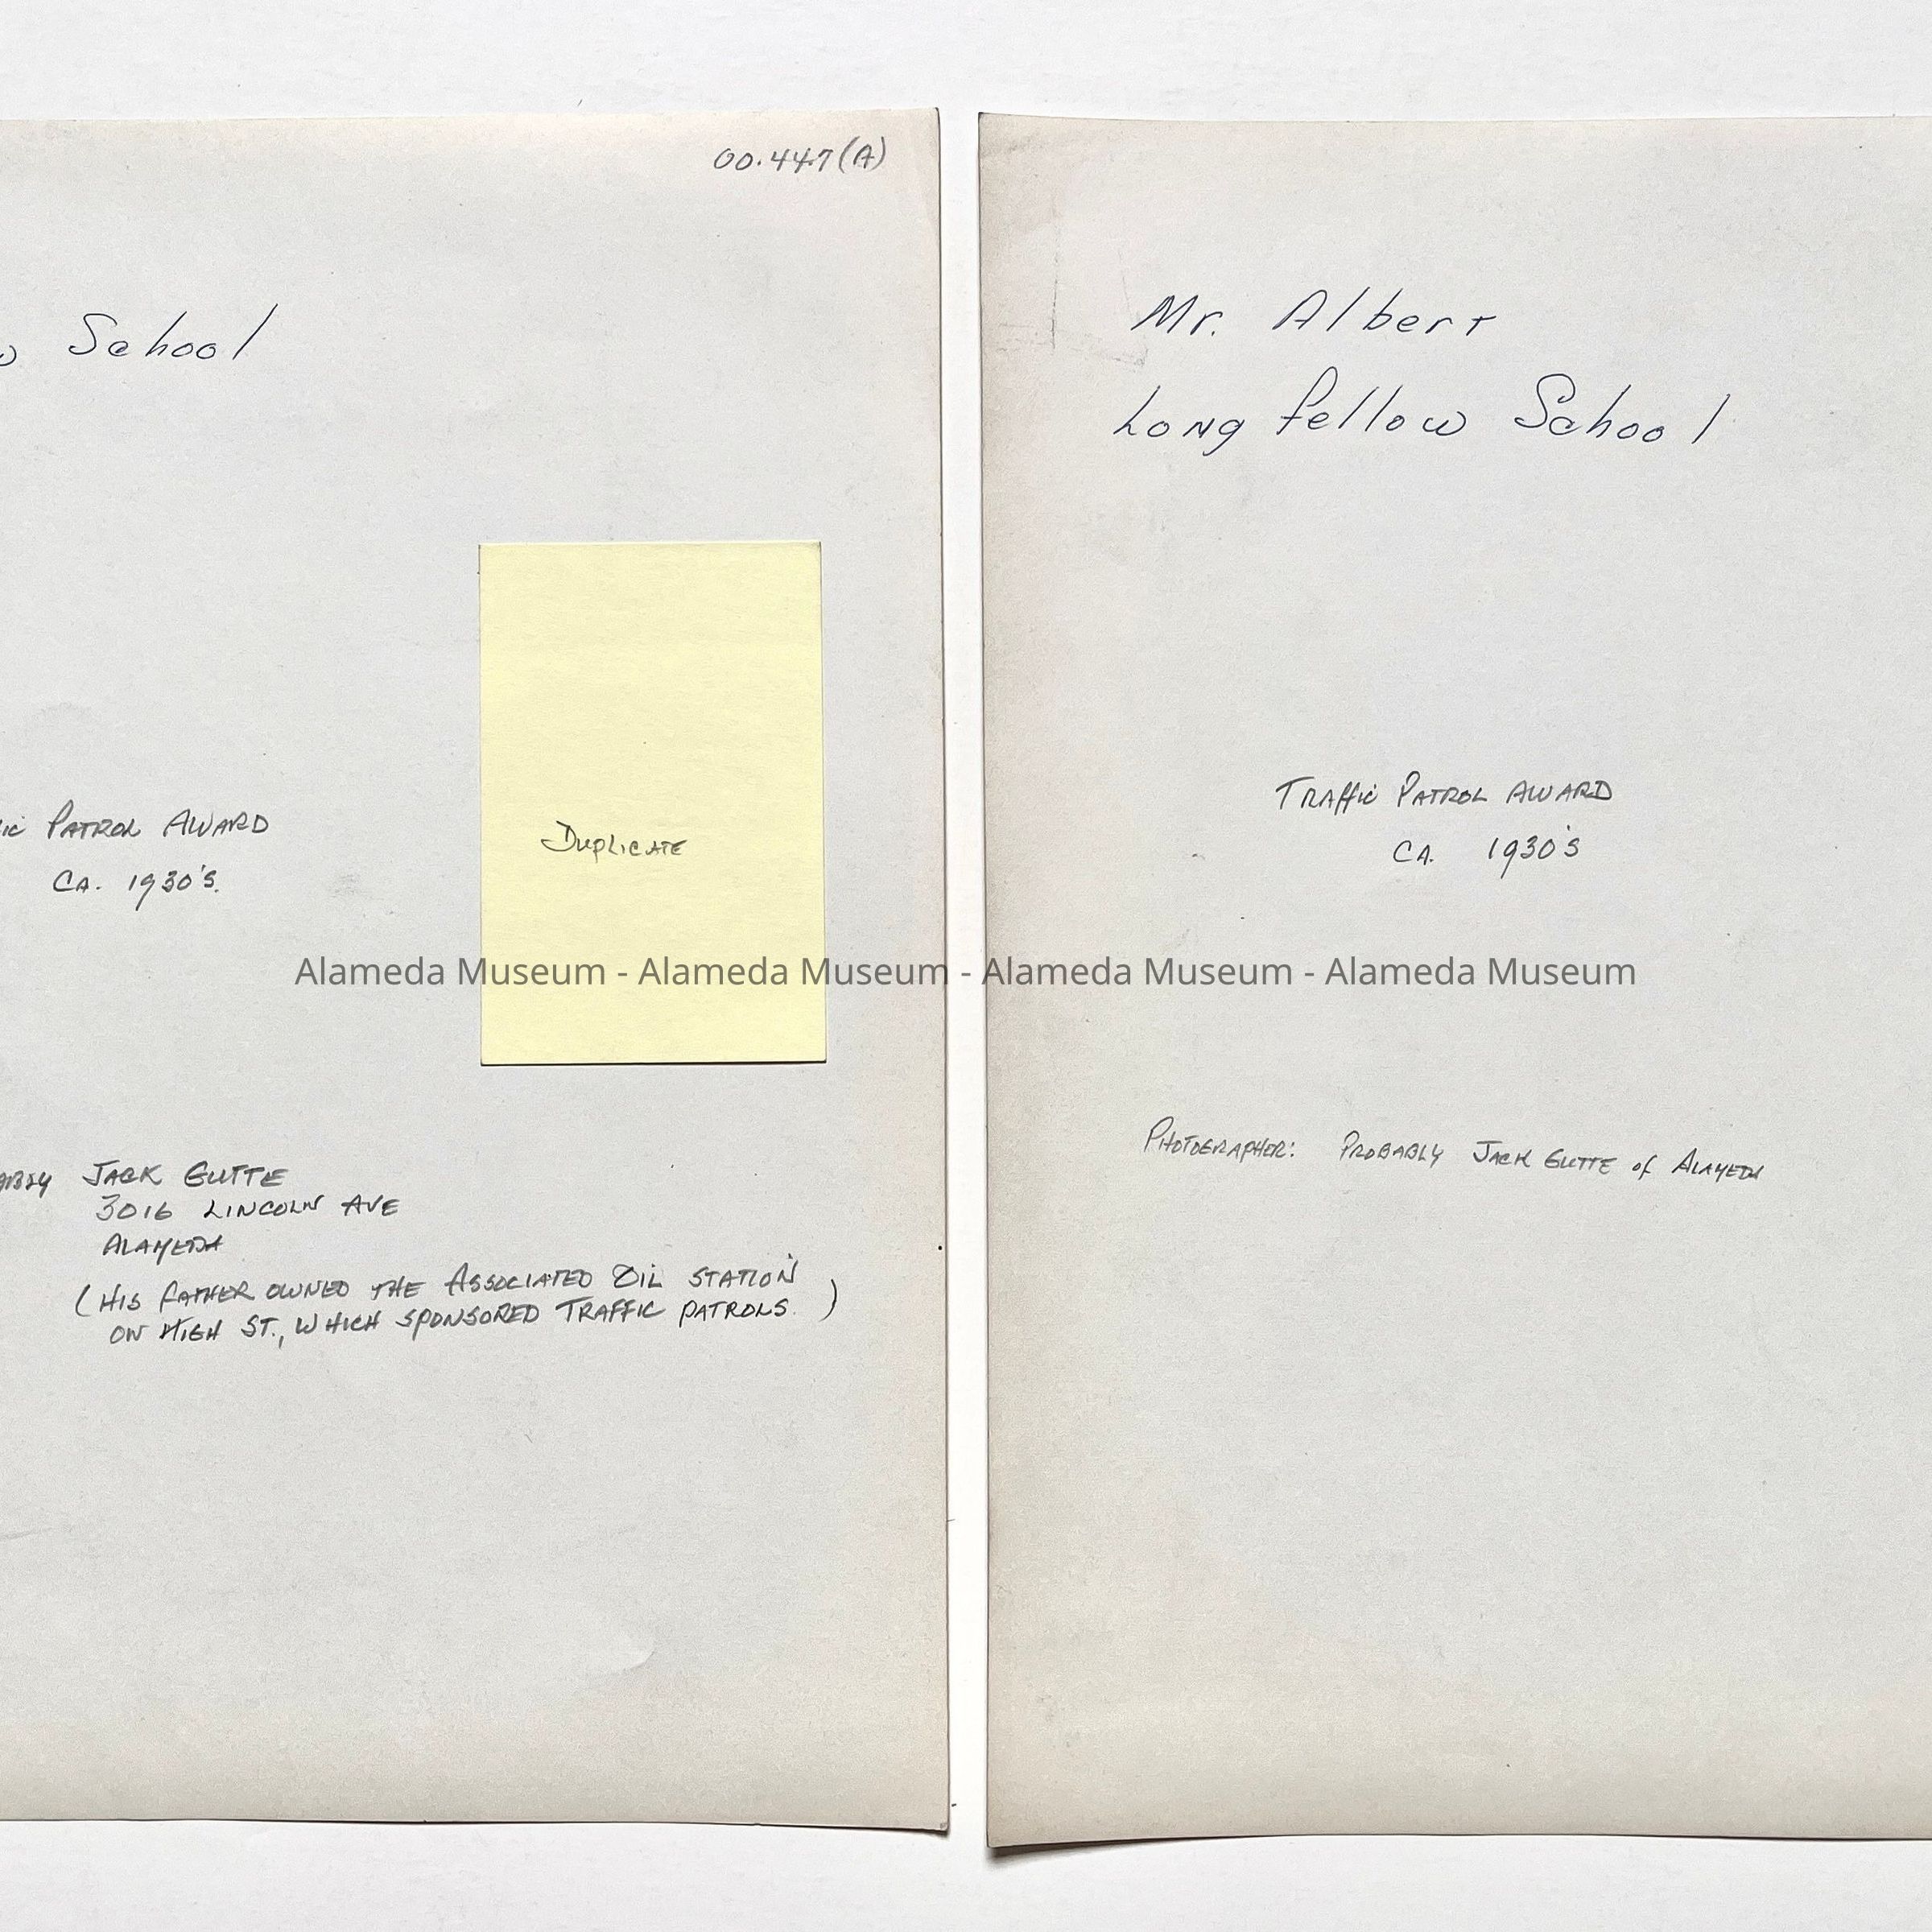 00.447(A)
School
Patrol Award
Ca. 1930's.
Duplicate
Jack Gutte
3016 Lincoln Ave
Alameda
(His father owned the Associated Oil station
on High St., which sponsored traffic patrols.)
Mr. Albert
Long fellow School
Traffic Patrol Award
Ca. 1930's
Photographer: Probably Jack Gutte of Alameda
Alameda Museum - Alameda Museum - Alameda Museum - Alameda Museum